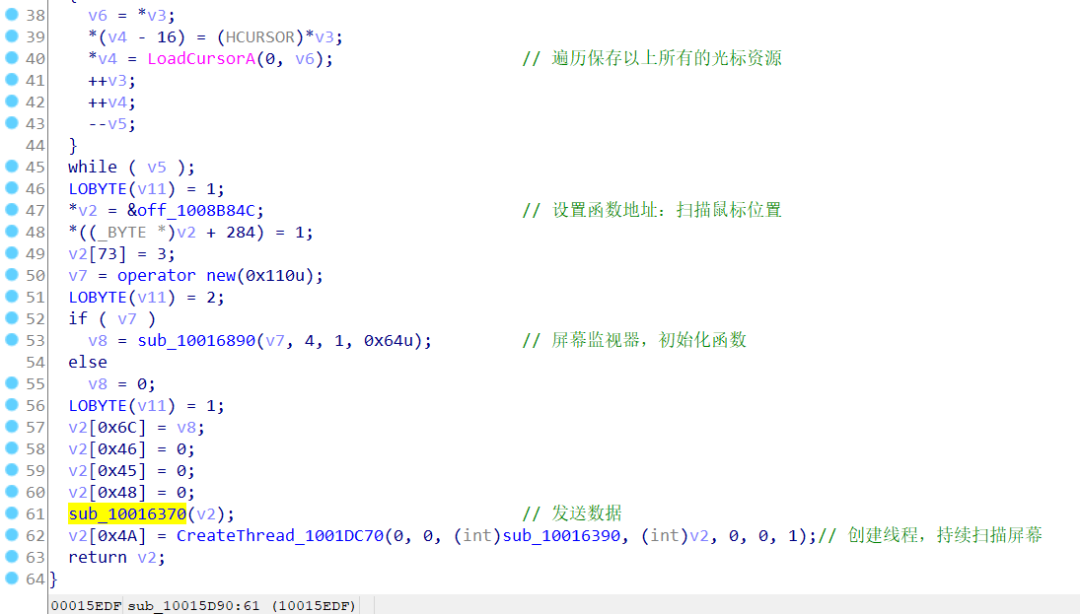 38 v6 = *v3;
39 *(v4 - 16) = (HCURSOR)*v3;
40 *v4 = LoadCursorA(0, v6); // 遍历保存以上所有的光标资源
41 ++v3;
42 ++v4;
43 --v5;
44 }
45 while ( v5 );
46 LOBYTE(v11) = 1;
47 *v2 = &off_1008B84C; // 设置函数地址：扫描鼠标位置
48 *((_BYTE *)v2 + 284) = 1;
49 v2[73] = 3;
50 v7 = operator new(0x110u);
51 LOBYTE(v11) = 2;
52 if ( v7 )
53 v8 = sub_10016890(v7, 4, 1, 0x64u); // 屏幕监视器，初始化函数
54 else
55 v8 = 0;
56 LOBYTE(v11) = 1;
57 v2[0x6C] = v8;
58 v2[0x46] = 0;
59 v2[0x45] = 0;
60 v2[0x48] = 0;
61 sub_10016370(v2); // 发送数据
62 v2[0x4A] = CreateThread_1001DC70(0, 0, (int)sub_10016390, (int)v2, 0, 0, 1);// 创建线程，持续扫描屏幕
63 return v2;
64 }
00015EDF sub_10015D90:61 (10015EDF)